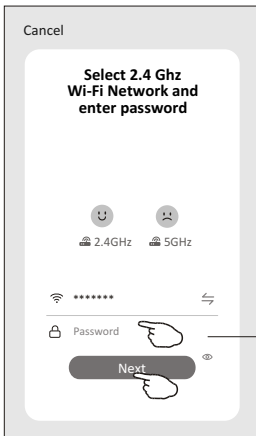 Cancel
Select 2.4 Ghz
Wi-Fi Network and
enter password
2.4GHz 5GHz
*******
Password
Next